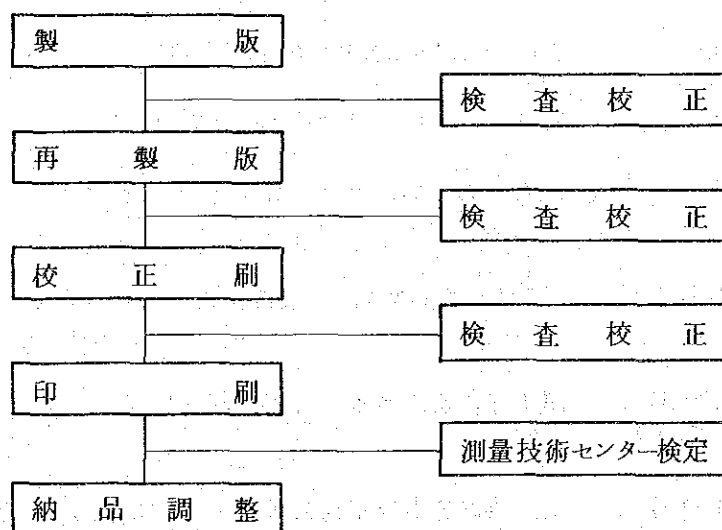 製版
検査校正
再製版
検査校正
校正刷
検査校正
印刷
測量技術センター検定
納品調整